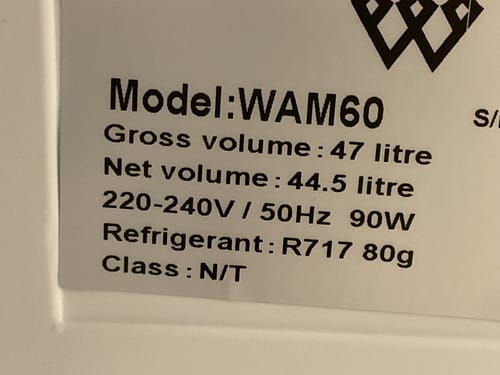 Model:WAM60
S/
Gross volume : 47 litre
Net volume : 44.5 litre
220-240V / 50Hz 90W
Refrigerant : R717 80g
Class : N/T